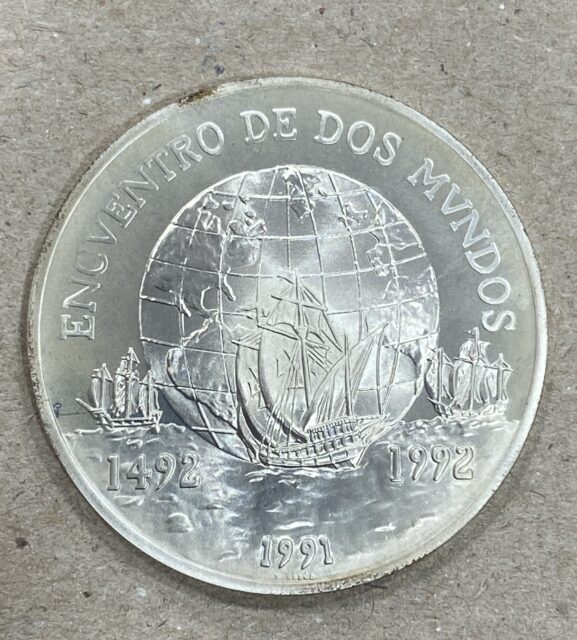 ENCVENTRO DE DOS MVNDOS
1492 1992
1991